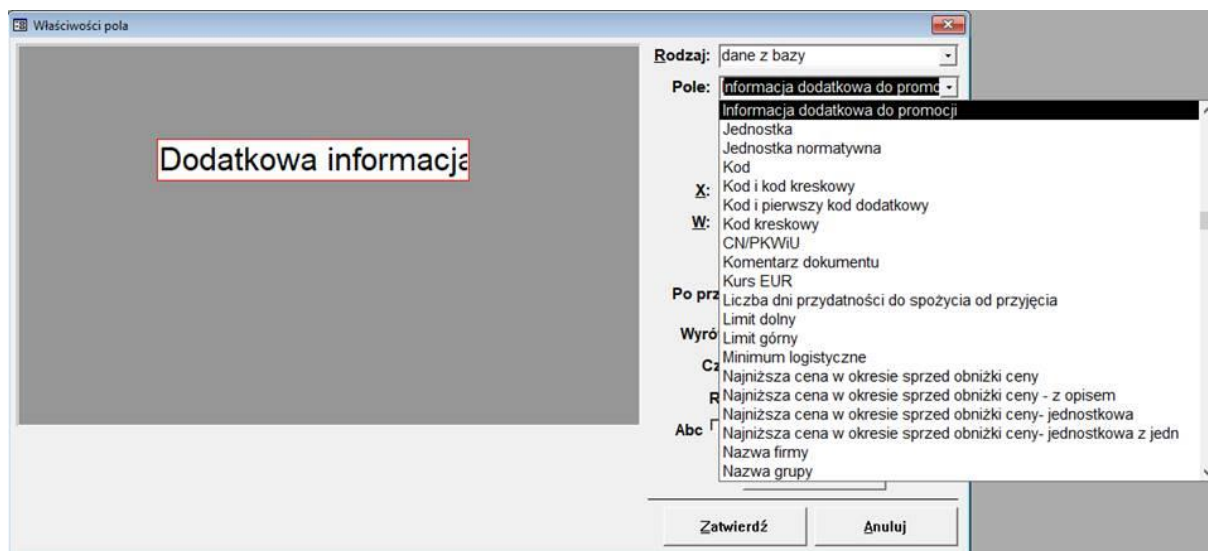 Właściwości pola
Rodzaj: dane z bazy
Pole: nformacja dodatkowa do promo
Informacja dodatkowa do promocji
Jednostka
Jednostka normatywna
Dodatkowa informacja
Kod
X: Kod i kod kreskowy
Kod i pierwszy kod dodatkowy
W: Kod kreskowy
CN/PKWiU
Komentarz dokumentu
Kurs EUR
Po prz Liczba dni przydatności do spożycia od przyjęcia
Limit dolny
Wyró Limit górny
Minimum logistyczne
Cz Najniższa cena w okresie sprzed obniżki ceny
R Najniższa cena w okresie sprzed obniżki ceny - z opisem
Najniższa cena w okresie sprzed obniżki ceny- jednostkowa
Abc Najniższa cena w okresie sprzed obniżki ceny- jednostkowa z jedn
Nazwa firmy
Nazwa grupy
Zatwierdź Anuluj